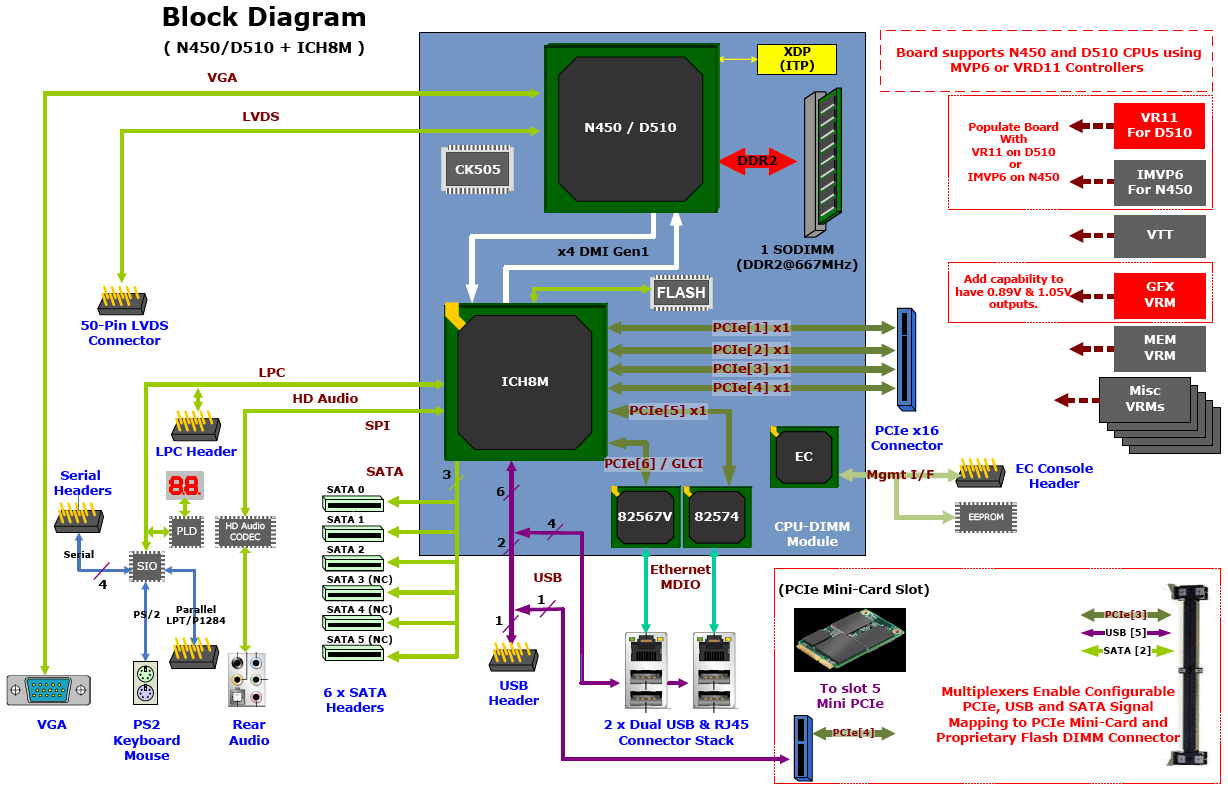 Block Diagram
( N450/D510 + ICH8M )
VGA
LVDS
XDP
(ITP)
N450 / D510
CK505
DDR2
1 SODIMM
(DDR2@667MHz)
x4 DMI Gen1
FLASH
Board supports N450 and D510 CPUs using
MVP6 or VRD11 Controllers
Populate Board
With
VR11 on D510
or
IMVP6 on N450
VR11
For D510
IMVP6
For N450
VTT
Add capability to
have 0.89V & 1.05V
outputs.
GFX
VRM
MEM
VRM
Misc
VRMs
50-Pin LVDS
Connector
LPC
HD Audio
SPI
LPC Header
ICH8M
PCIe[1] x1
PCIe[2] x1
PCIe[3] x1
PCIe[4] x1
PCIe[5] x1
PCIe[6] / GLCI
PCIe x16
Connector
EC
Mgmt I/F
EC Console
Header
EEPROM
82567V
82574
CPU-DIMM
Module
Serial
Headers
88.
PLD
HD Audio
CODEC
SIO
Serial
4
PS/2
Parallel
LPT/P1284
SATA
3
SATA 0
SATA 1
SATA 2
SATA 3 (NC)
SATA 4 (NC)
SATA 5 (NC)
6 x SATA
Headers
6
4
2
USB
1
1
Ethernet
MDIO
USB
Header
2 x Dual USB & RJ45
Connector Stack
VGA
PS2
Keyboard
Mouse
Rear
Audio
(PCIe Mini-Card Slot)
PCIe[3]
USB [5]
SATA [2]
To slot 5
Mini PCIe
PCIe[4]
Multiplexers Enable Configurable
PCIe, USB and SATA Signal
Mapping to PCIe Mini-Card and
Proprietary Flash DIMM Connector